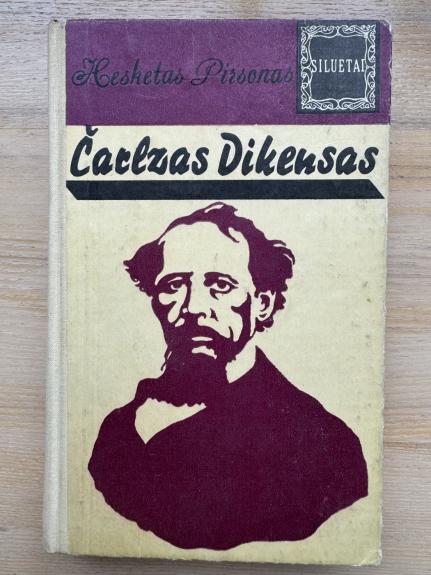 Hesketas Pirsonas
SILUETAI
Čarlzas Dikensas